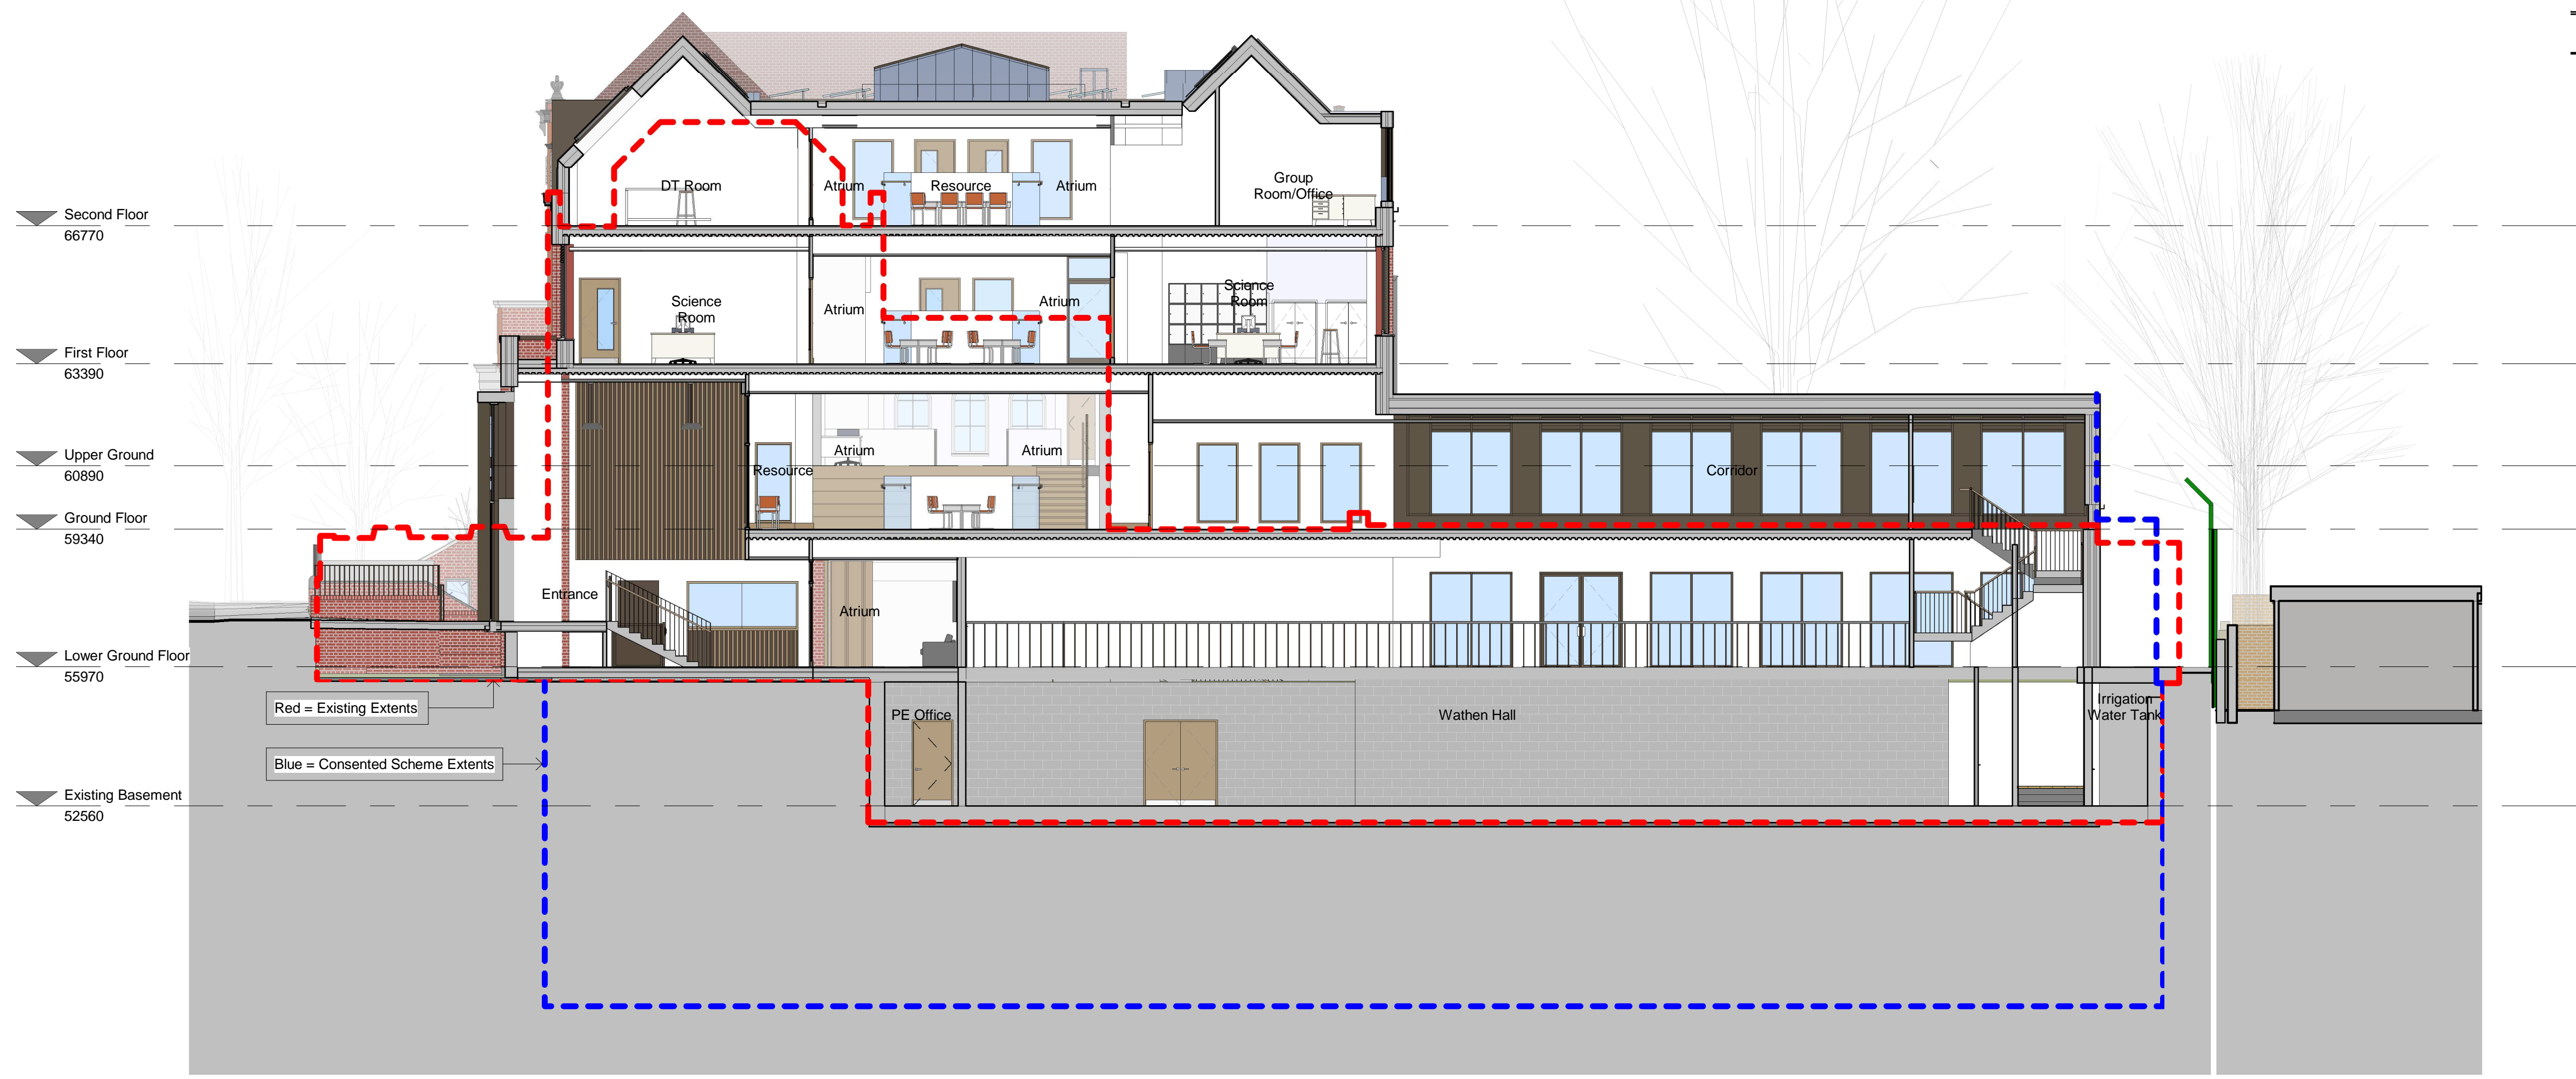 DT Room
Atrium
Resource
Atrium
Group
Room/Office
Second Floor
66770
Science
Room
Atrium
Atrium
Science
Room
First Floor
63390
Upper Ground
60890
Resource
Atrium
Atrium
Corridor
Ground Floor
59340
Entrance
Atrium
Lower Ground Floor
55970
Red = Existing Extents
PE Office
Wathen Hall
Irrigation
Water Tank
Blue = Consented Scheme Extents
Existing Basement
52560